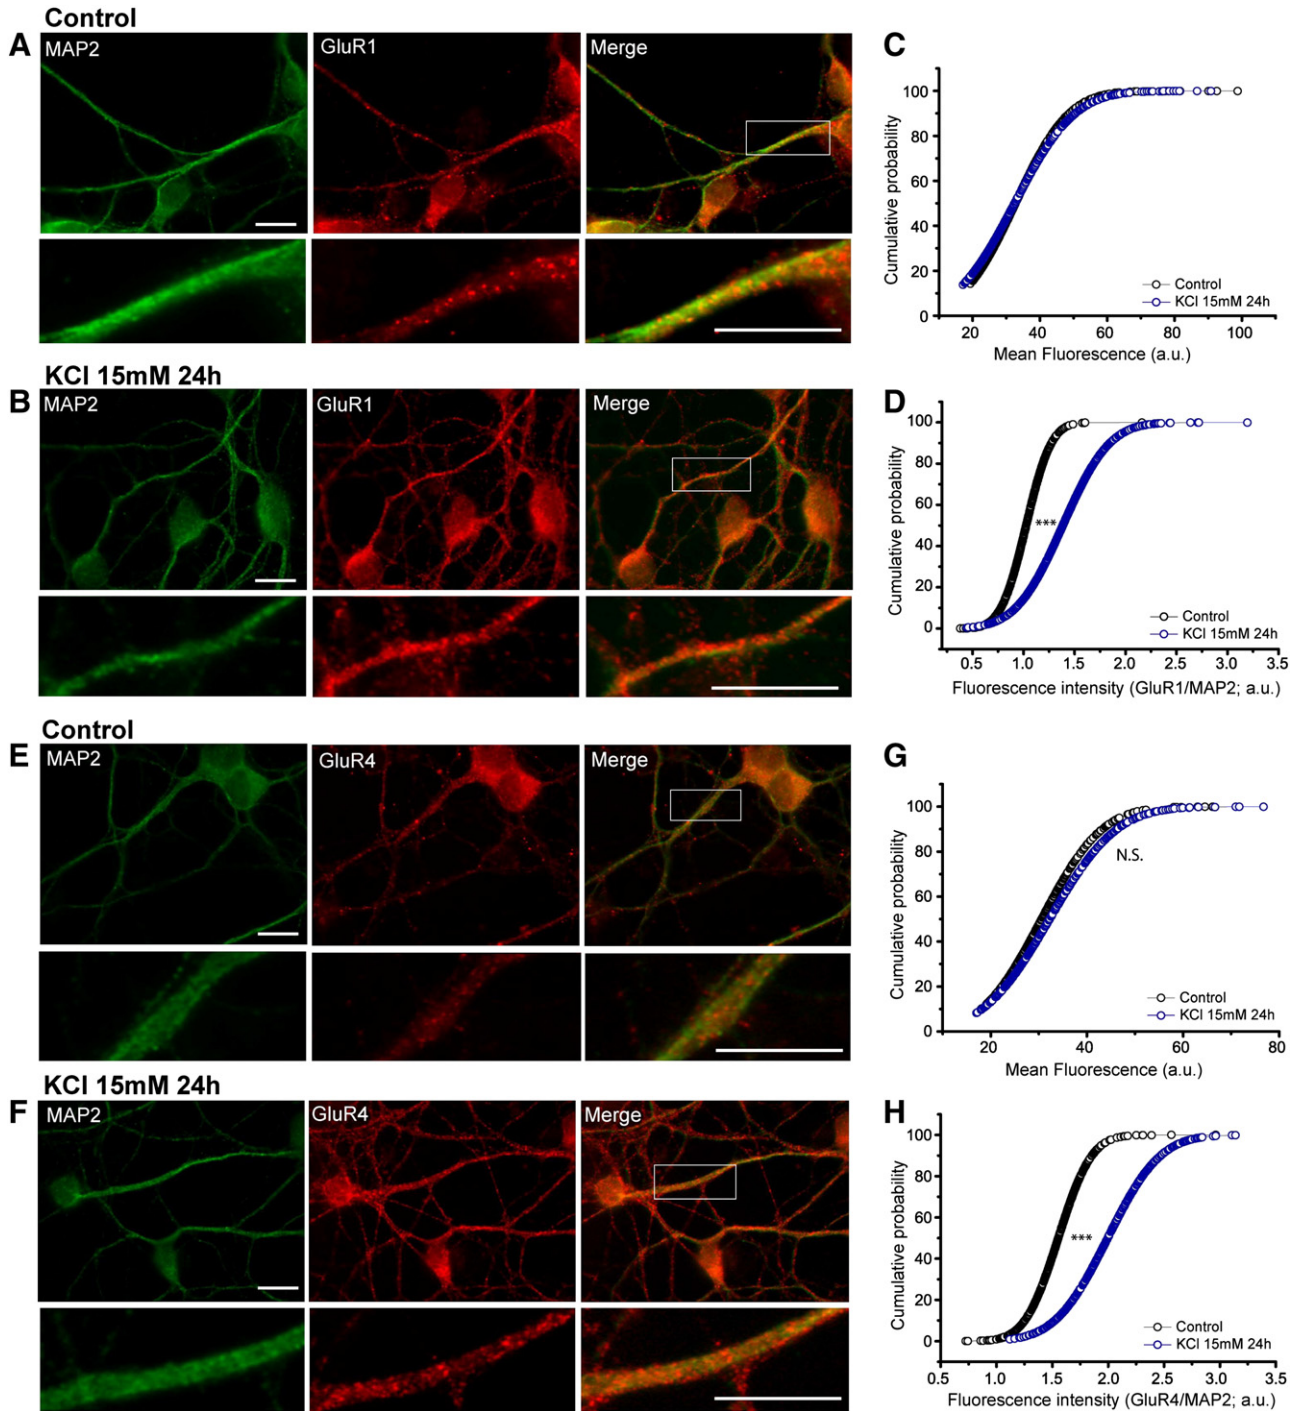 Control
A
MAP2
GluR1
Merge
C
Cumulative probability
100
80
60
40
20
0
20
40
60
80
100
Mean Fluorescence (a.u.)
Control
KCl 15mM 24h
KCl 15mM 24h
B
MAP2
GluR1
Merge
D
Cumulative probability
100
80
60
40
20
0
***
Control
KCl 15mM 24h
0.5
1.0
1.5
2.0
2.5
3.0
3.5
Fluorescence intensity (GluR1/MAP2; a.u.)
Control
E
MAP2
GluR4
Merge
G
Cumulative probability
100
80
60
40
20
0
N.S.
Control
KCl 15mM 24h
20
40
60
80
Mean Fluorescence (a.u.)
KCl 15mM 24h
F
MAP2
GluR4
Merge
H
Cumulative probability
100
80
60
40
20
0
***
Control
KCl 15mM 24h
0.5
1.0
1.5
2.0
2.5
3.0
3.5
Fluorescence intensity (GluR4/MAP2; a.u.)